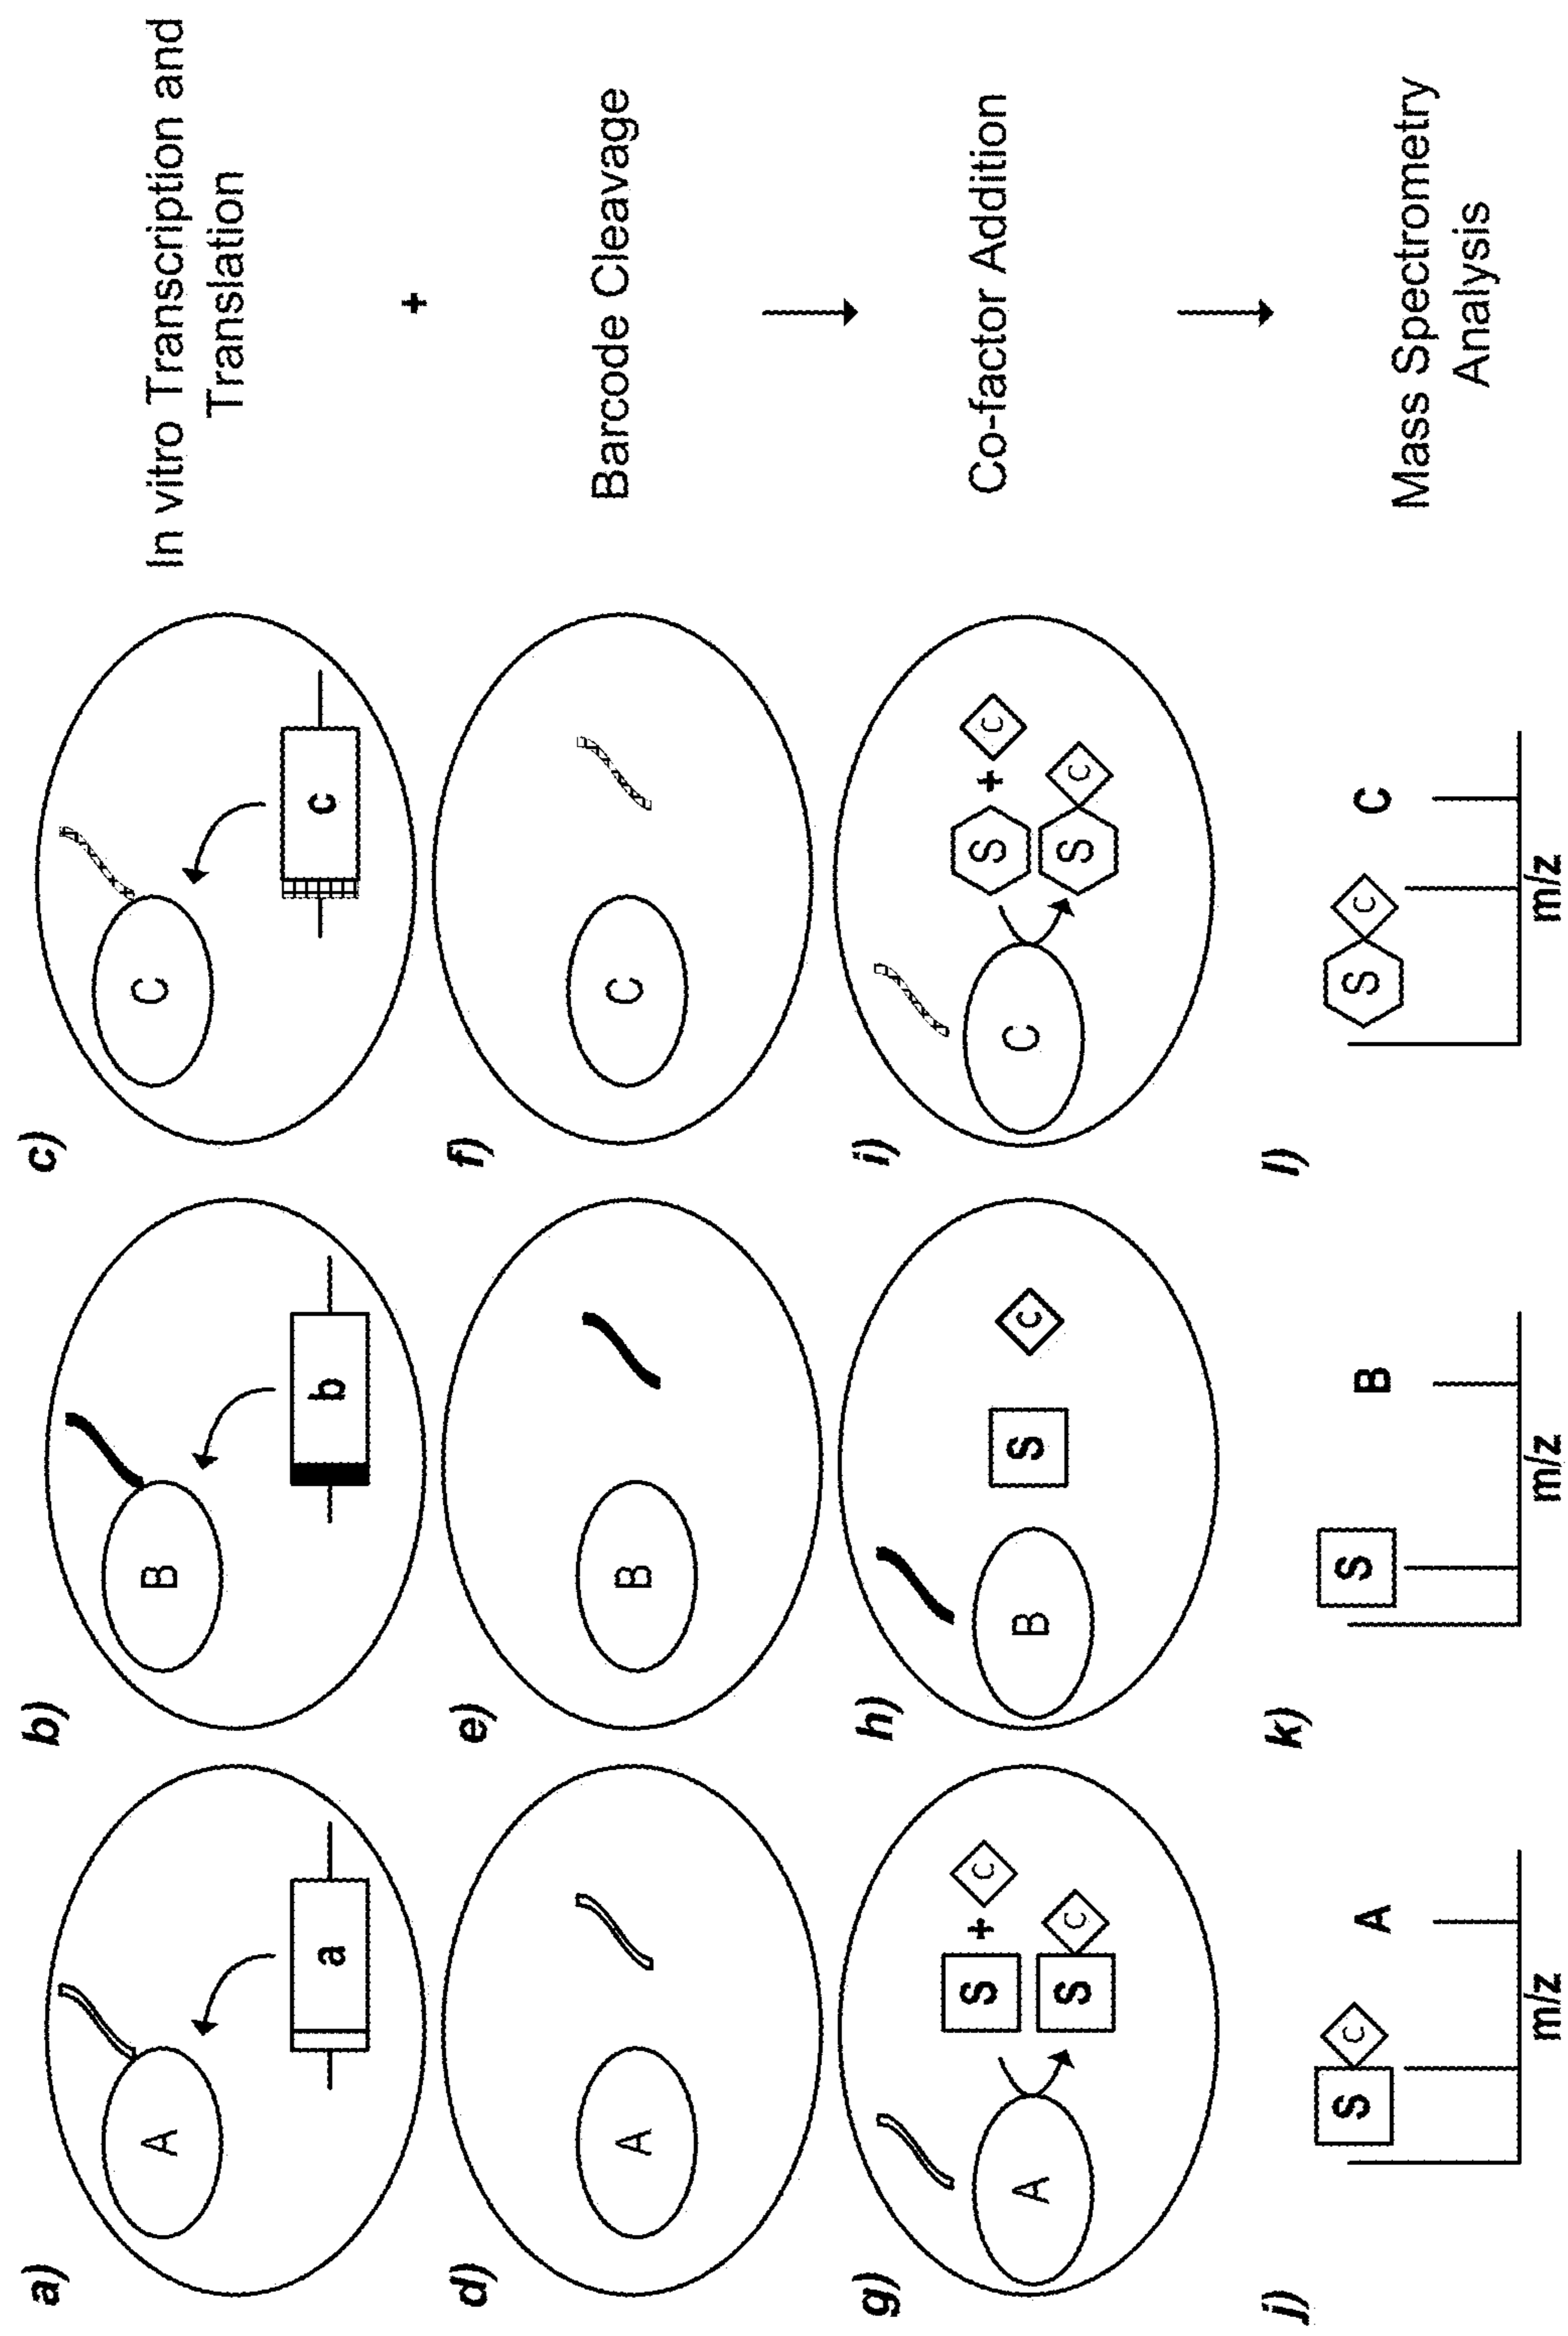 a)
A
a
b)
B
b
c)
C
c
In vitro Transcription and
Translation
+
d)
A
e)
B
f)
C
Barcode Cleavage
g)
A
S + C
S C
h)
B
S C
i)
C
S + C
S C
Co-factor Addition
j)
S C
A
m/z
k)
S
B
m/z
l)
S C
C
m/z
Mass Spectrometry
Analysis